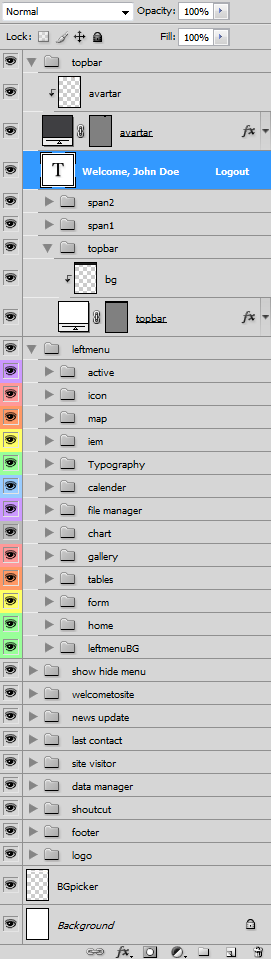 Normal Opacity: 100%
Lock: Fill: 100%
topbar
avartar
avartar fx
T Welcome, John Doe Logout
span2
span1
topbar
bg
topbar fx
leftmenu
active
icon
map
iem
Typography
calender
file manager
chart
gallery
tables
form
home
leftmenuBG
show hide menu
welcometosite
news update
last contact
site visitor
data manager
shoutcut
footer
logo
BGpicker
Background
fx